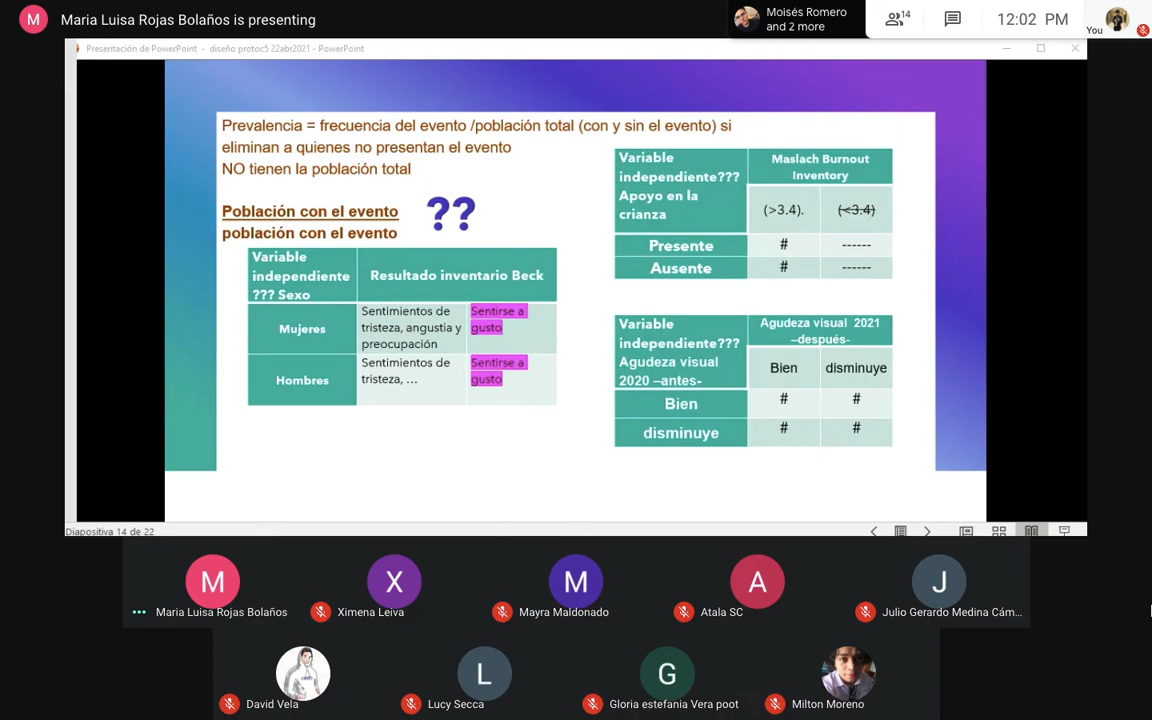 M
Maria Luisa Rojas Bolaños is presenting
Moisés Romero
and 2 more
14
12:02 PM
You
Presentación de PowerPoint - diseño protoc5 22abr2021 - PowerPoint
Prevalencia = frecuencia del evento /población total (con y sin el evento) si
eliminan a quienes no presentan el evento
NO tienen la población total
Población con el evento
población con el evento
??
Variable
independiente
??? Sexo
Resultado inventario Beck
Mujeres
Sentimientos de
tristeza, angustia y
preocupación
Sentirse a
gusto
Hombres
Sentimientos de
tristeza, ...
Sentirse a
gusto
Variable
independiente???
Apoyo en la
crianza
Maslach Burnout
Inventory
(>3.4).
(<3.4)
Presente
#
------
Ausente
#
------
Variable
independiente???
Agudeza visual
2020 –antes-
Agudeza visual 2021
–después-
Bien
disminuye
Bien
#
#
disminuye
#
#
Diapositiva 14 de 22
M
X
M
A
J
Maria Luisa Rojas Bolaños
Ximena Leiva
Mayra Maldonado
Atala SC
Julio Gerardo Medina Cám...
L
G
David Vela
Lucy Secca
Gloria estefania Vera poot
Milton Moreno